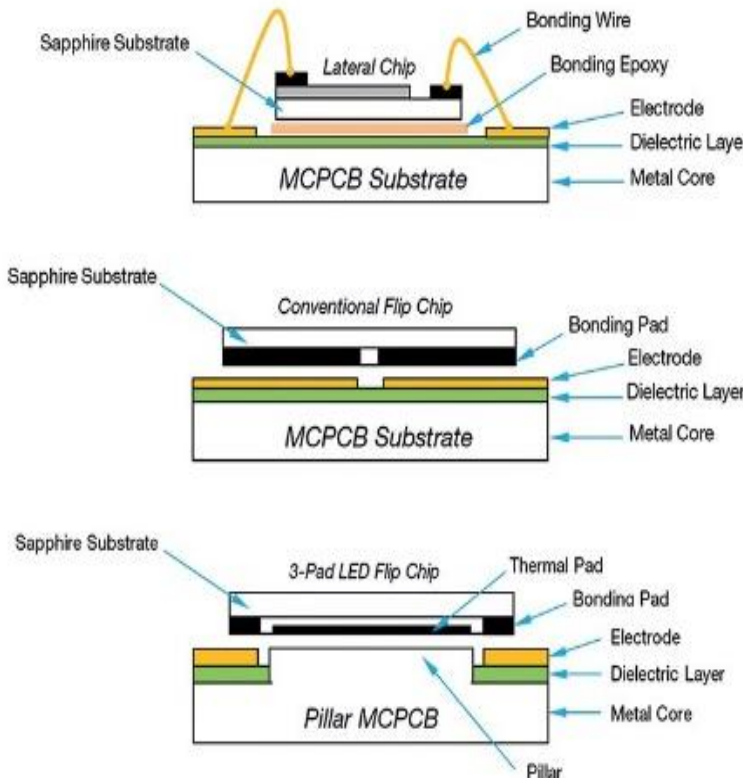 Bonding Wire
Sapphire Substrate
Lateral Chip
Bonding Epoxy
Electrode
Dielectric Layer
MCPCB Substrate
Metal Core
Sapphire Substrate
Conventional Flip Chip
Bonding Pad
Electrode
Dielectric Layer
MCPCB Substrate
Metal Core
Sapphire Substrate
3-Pad LED Flip Chip
Thermal Pad
Bonding Pad
Electrode
Dielectric Layer
Pillar MCPCB
Metal Core
Pillar